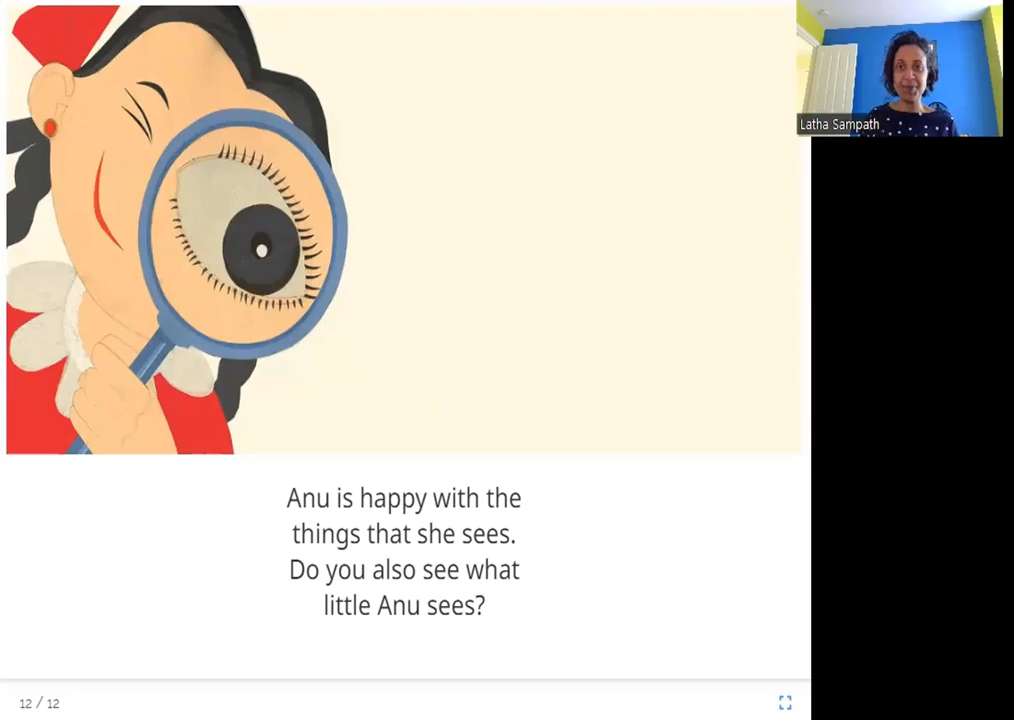 Latha Sampath
Anu is happy with the
things that she sees.
Do you also see what
little Anu sees?
12 / 12